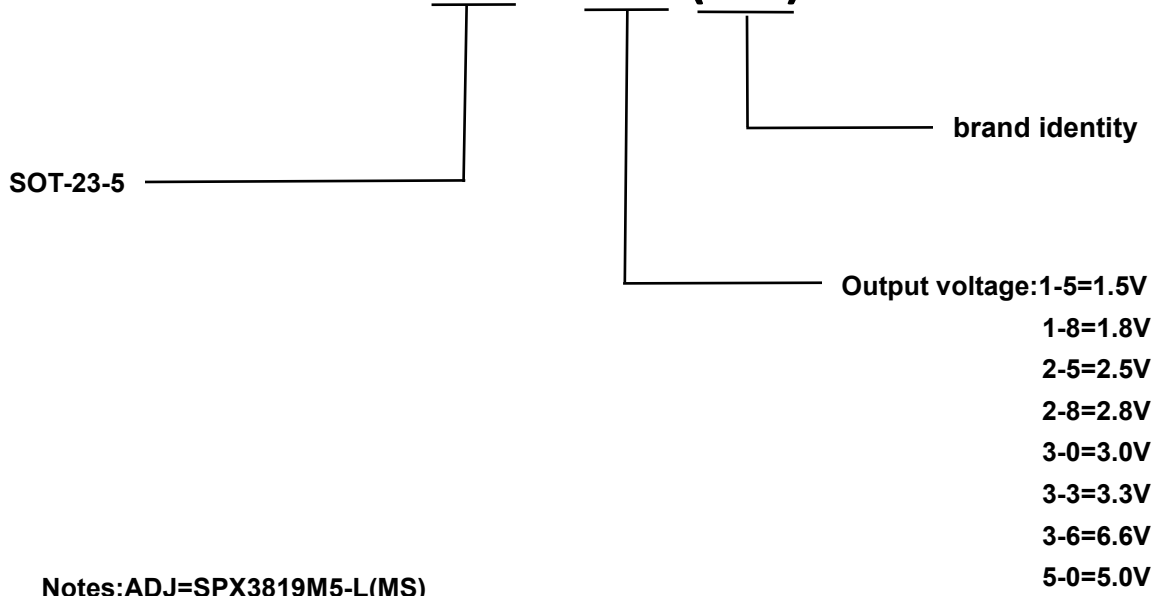 brand identity
SOT-23-5
Output voltage:1-5=1.5V
1-8=1.8V
2-5=2.5V
2-8=2.8V
3-0=3.0V
3-3=3.3V
3-6=6.6V
5-0=5.0V
Notes:ADJ=SPX3819M5-L(MS)